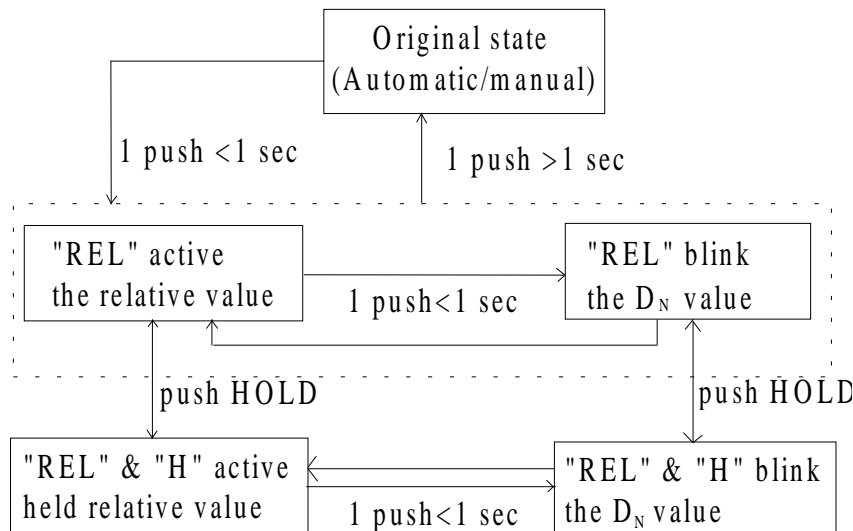 Original state
(Automatic/manual)
1 push <1 sec
1 push >1 sec
"REL" active
the relative value
1 push<1 sec
"REL" blink
the Dₙ value
push HOLD
push HOLD
"REL" & "H" active
held relative value
1 push<1 sec
"REL" & "H" blink
the Dₙ value